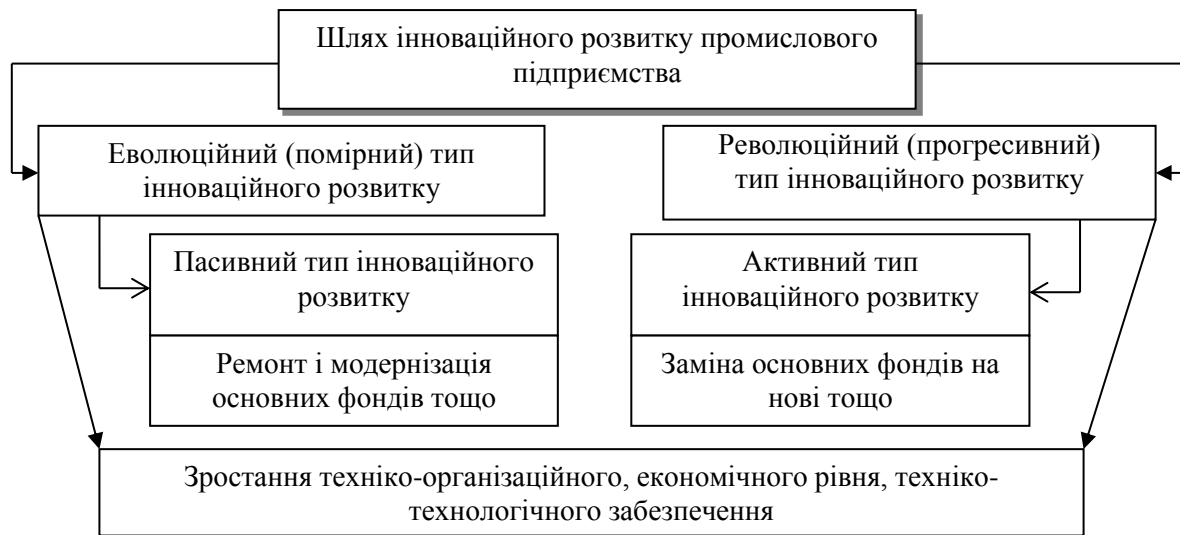 Шлях інноваційного розвитку промислового
підприємства
Еволюційний (помірний) тип
інноваційного розвитку
Революційний (прогресивний)
тип інноваційного розвитку
Пасивний тип інноваційного
розвитку
Активний тип
інноваційного розвитку
Ремонт і модернізація
основних фондів тощо
Заміна основних фондів на
нові тощо
Зростання техніко-організаційного, економічного рівня, техніко-
технологічного забезпечення